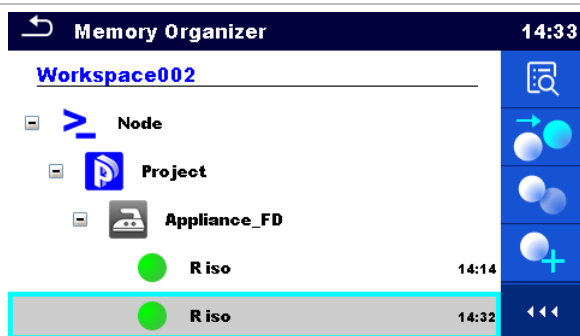 Memory Organizer 14:33
Workspace002
Node
Project
Appliance_FD
R iso 14:14
R iso 14:32